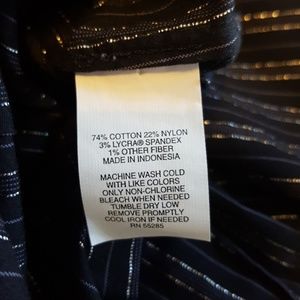 74% COTTON 22% NYLON
3% LYCRA® SPANDEX
1% OTHER FIBER
MADE IN INDONESIA
MACHINE WASH COLD
WITH LIKE COLORS
ONLY NON-CHLORINE
BLEACH WHEN NEEDED
TUMBLE DRY LOW
REMOVE PROMPTLY
COOL IRON IF NEEDED
RN 55285